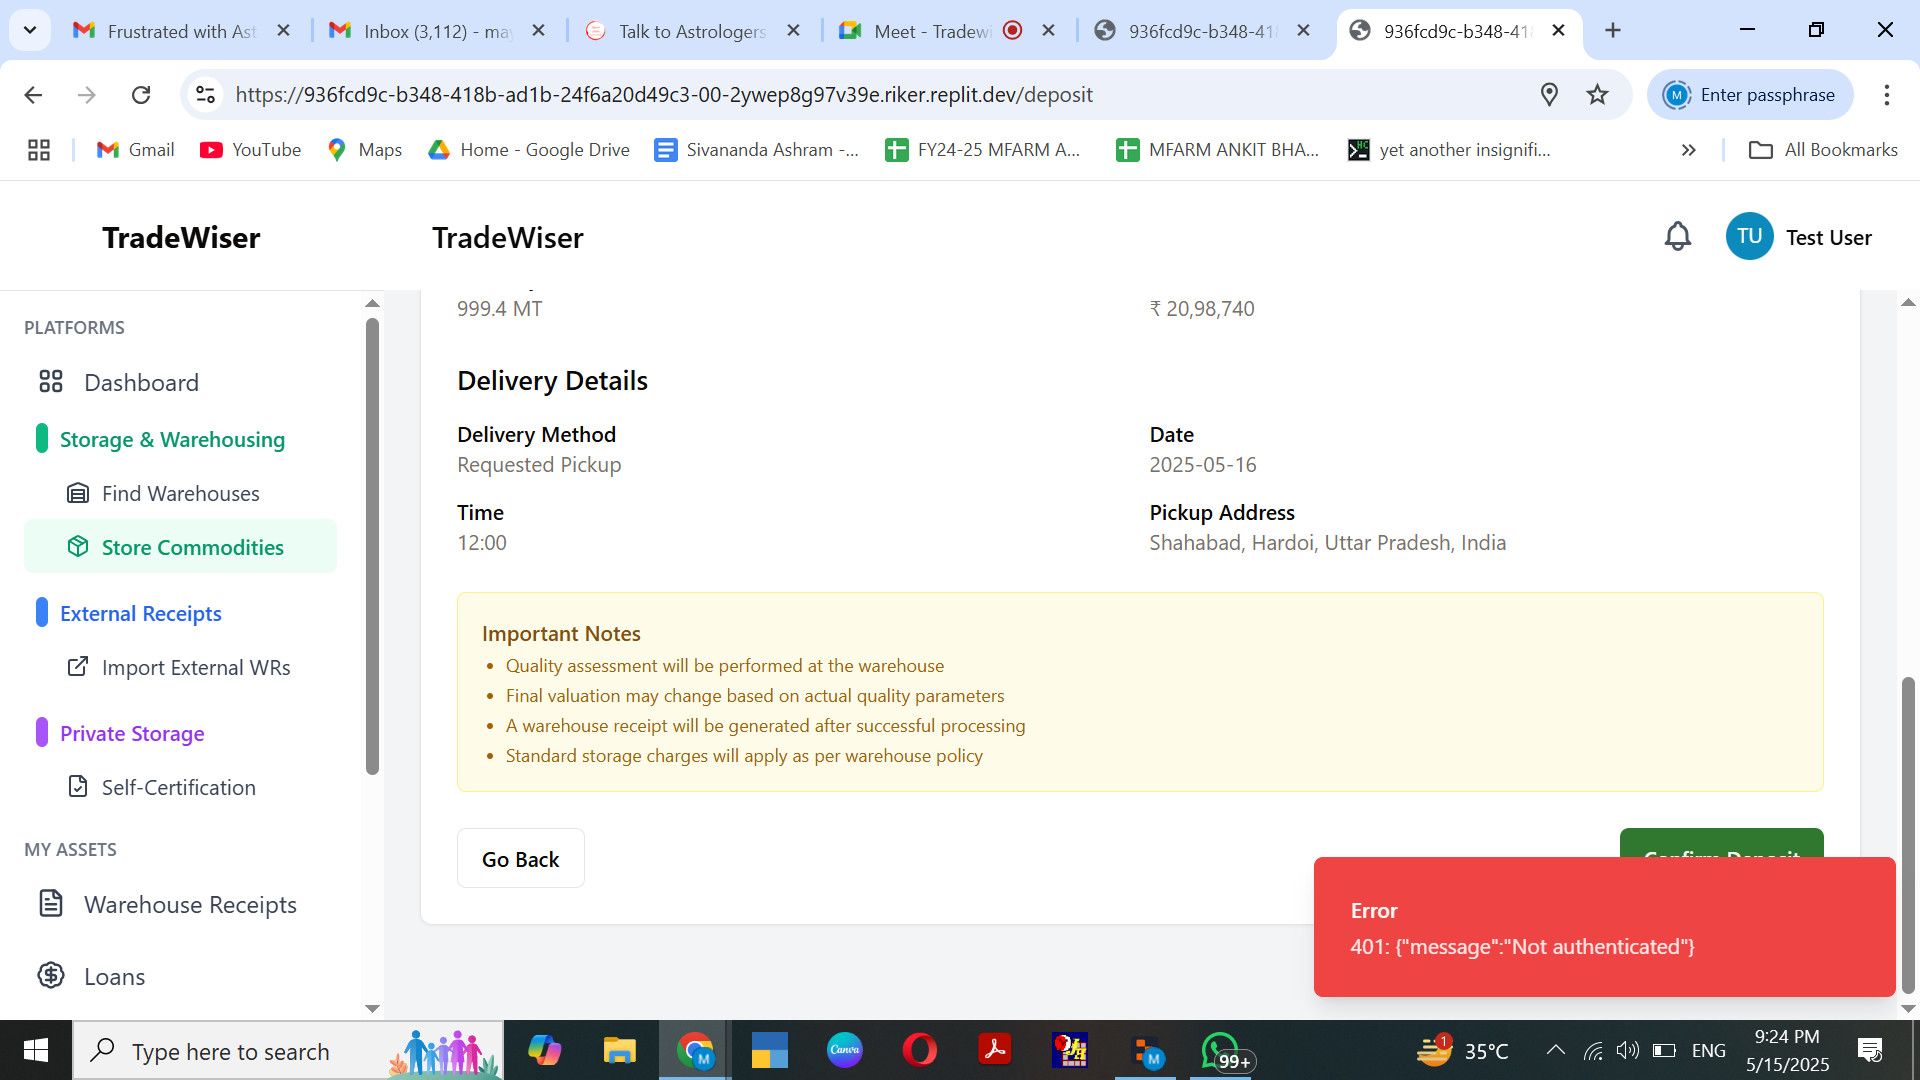 Frustrated with Ast
Inbox (3,112) - ma
Talk to Astrologers
Meet - Tradewi
936fcd9c-b348-418
936fcd9c-b348-418
https://936fcd9c-b348-418b-ad1b-24f6a20d49c3-00-2ywep8g97v39e.riker.replit.dev/deposit
M
Enter passphrase
Gmail
YouTube
Maps
Home - Google Drive
Sivananda Ashram -...
FY24-25 MFARM A...
MFARM ANKIT BHA...
HC
yet another insignifi...
All Bookmarks
TradeWiser
TradeWiser
TU
Test User
PLATFORMS
Dashboard
Storage & Warehousing
Find Warehouses
Store Commodities
External Receipts
Import External WRs
Private Storage
Self-Certification
MY ASSETS
Warehouse Receipts
Loans
999.4 MT
₹ 20,98,740
Delivery Details
Delivery Method
Requested Pickup
Date
2025-05-16
Time
12:00
Pickup Address
Shahabad, Hardoi, Uttar Pradesh, India
Important Notes
• Quality assessment will be performed at the warehouse
• Final valuation may change based on actual quality parameters
• A warehouse receipt will be generated after successful processing
• Standard storage charges will apply as per warehouse policy
Go Back
Confirm Deposit
Error
401: {"message":"Not authenticated"}
Type here to search
M
Canva
M
99+
1
35°C
ENG
9:24 PM
5/15/2025